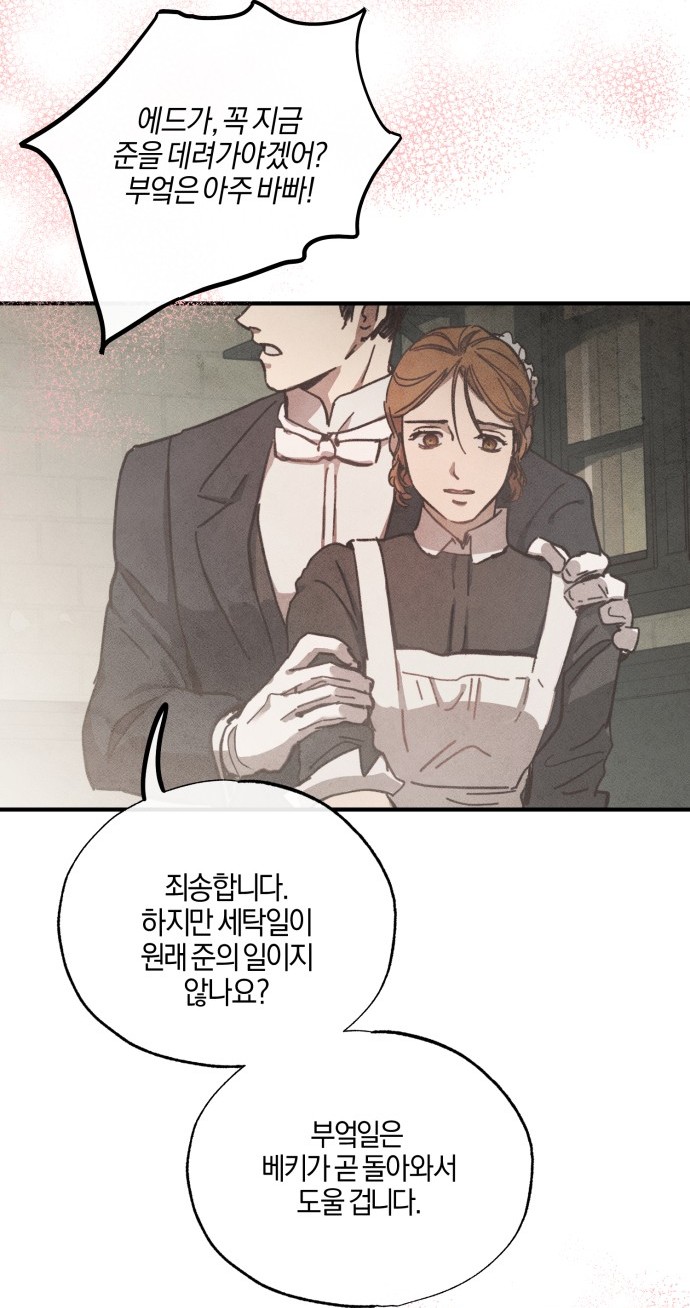 에드가, 꼭 지금
준을 데려가야겠어?
부엌은 아주 바빠!
죄송합니다.
하지만 세탁일이
원래 준의 일이지
않나요?
부엌일은
베키가 곧 돌아와서
도울 겁니다.